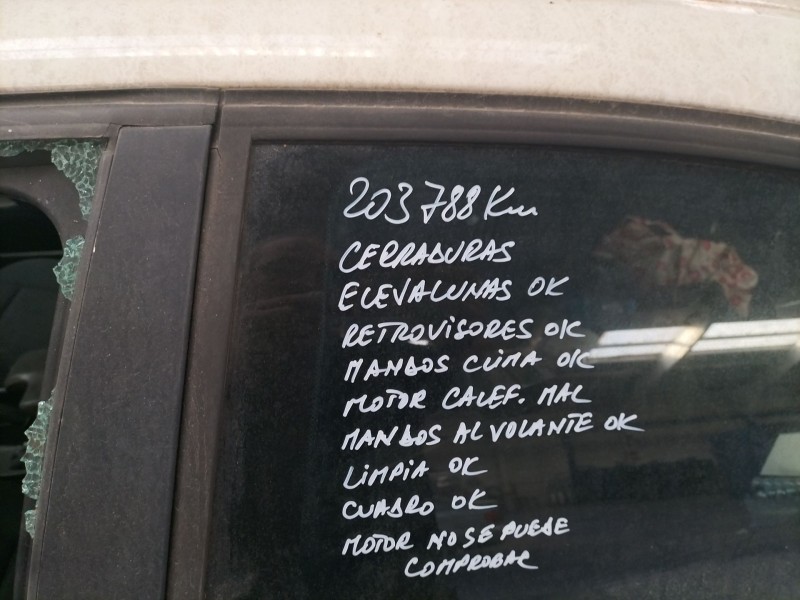 203788 Km
CERRADURAS
ELEVALUNAS OK
RETROVISORES OK
MANDOS CLIMA OK
MOTOR CALEF. MAL
MANDOS AL VOLANTE OK
LIMPIA OK
CUADRO OK
MOTOR NO SE PUEDE
COMPROBAR